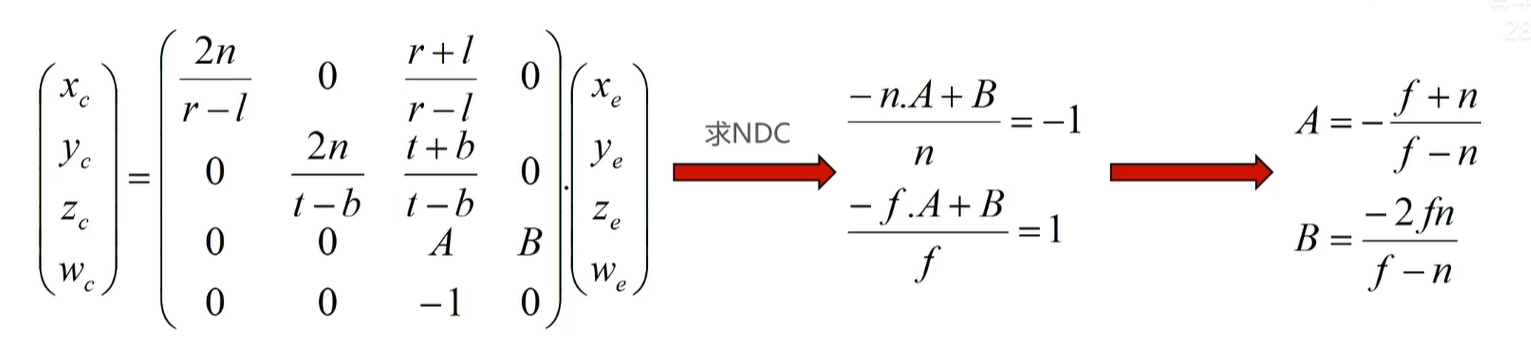 $$\begin{pmatrix} x_c \\ y_c \\ z_c \\ w_c \end{pmatrix} = \begin{pmatrix} \frac{2n}{r-l} & 0 & \frac{r+l}{r-l} & 0 \\ 0 & \frac{2n}{t-b} & \frac{t+b}{t-b} & 0 \\ 0 & 0 & A & B \\ 0 & 0 & -1 & 0 \end{pmatrix} . \begin{pmatrix} x_e \\ y_e \\ z_e \\ w_e \end{pmatrix}$$
求NDC
$$\frac{-n.A+B}{n} = -1$$
$$\frac{-f.A+B}{f} = 1$$
$$A = -\frac{f+n}{f-n}$$
$$B = \frac{-2fn}{f-n}$$
28